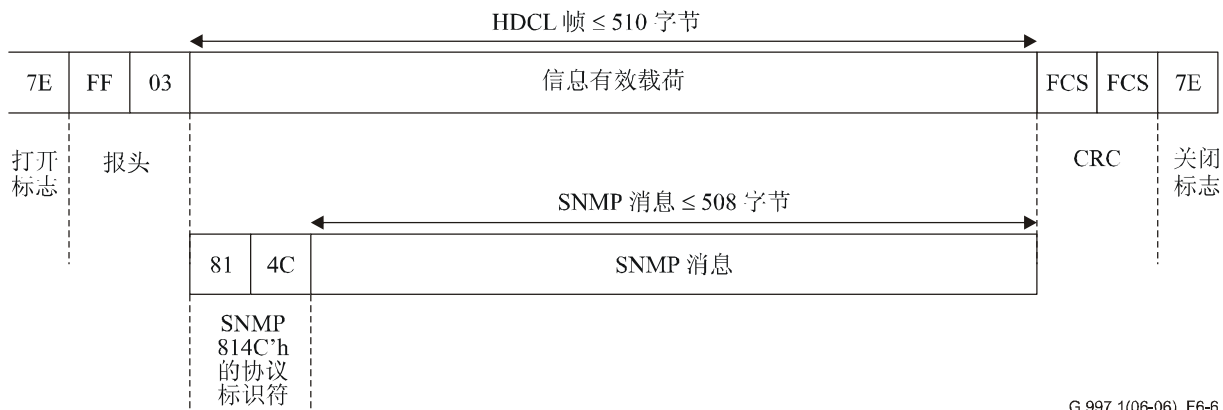 HDCL 帧 ≤ 510 字节
7E FF 03 信息有效载荷 FCS FCS 7E
打开
标志
报头
CRC
关闭
标志
SNMP 消息 ≤ 508 字节
81 4C SNMP 消息
SNMP
814C'h
的协议
标识符
G.997.1(06-06)_F6-6